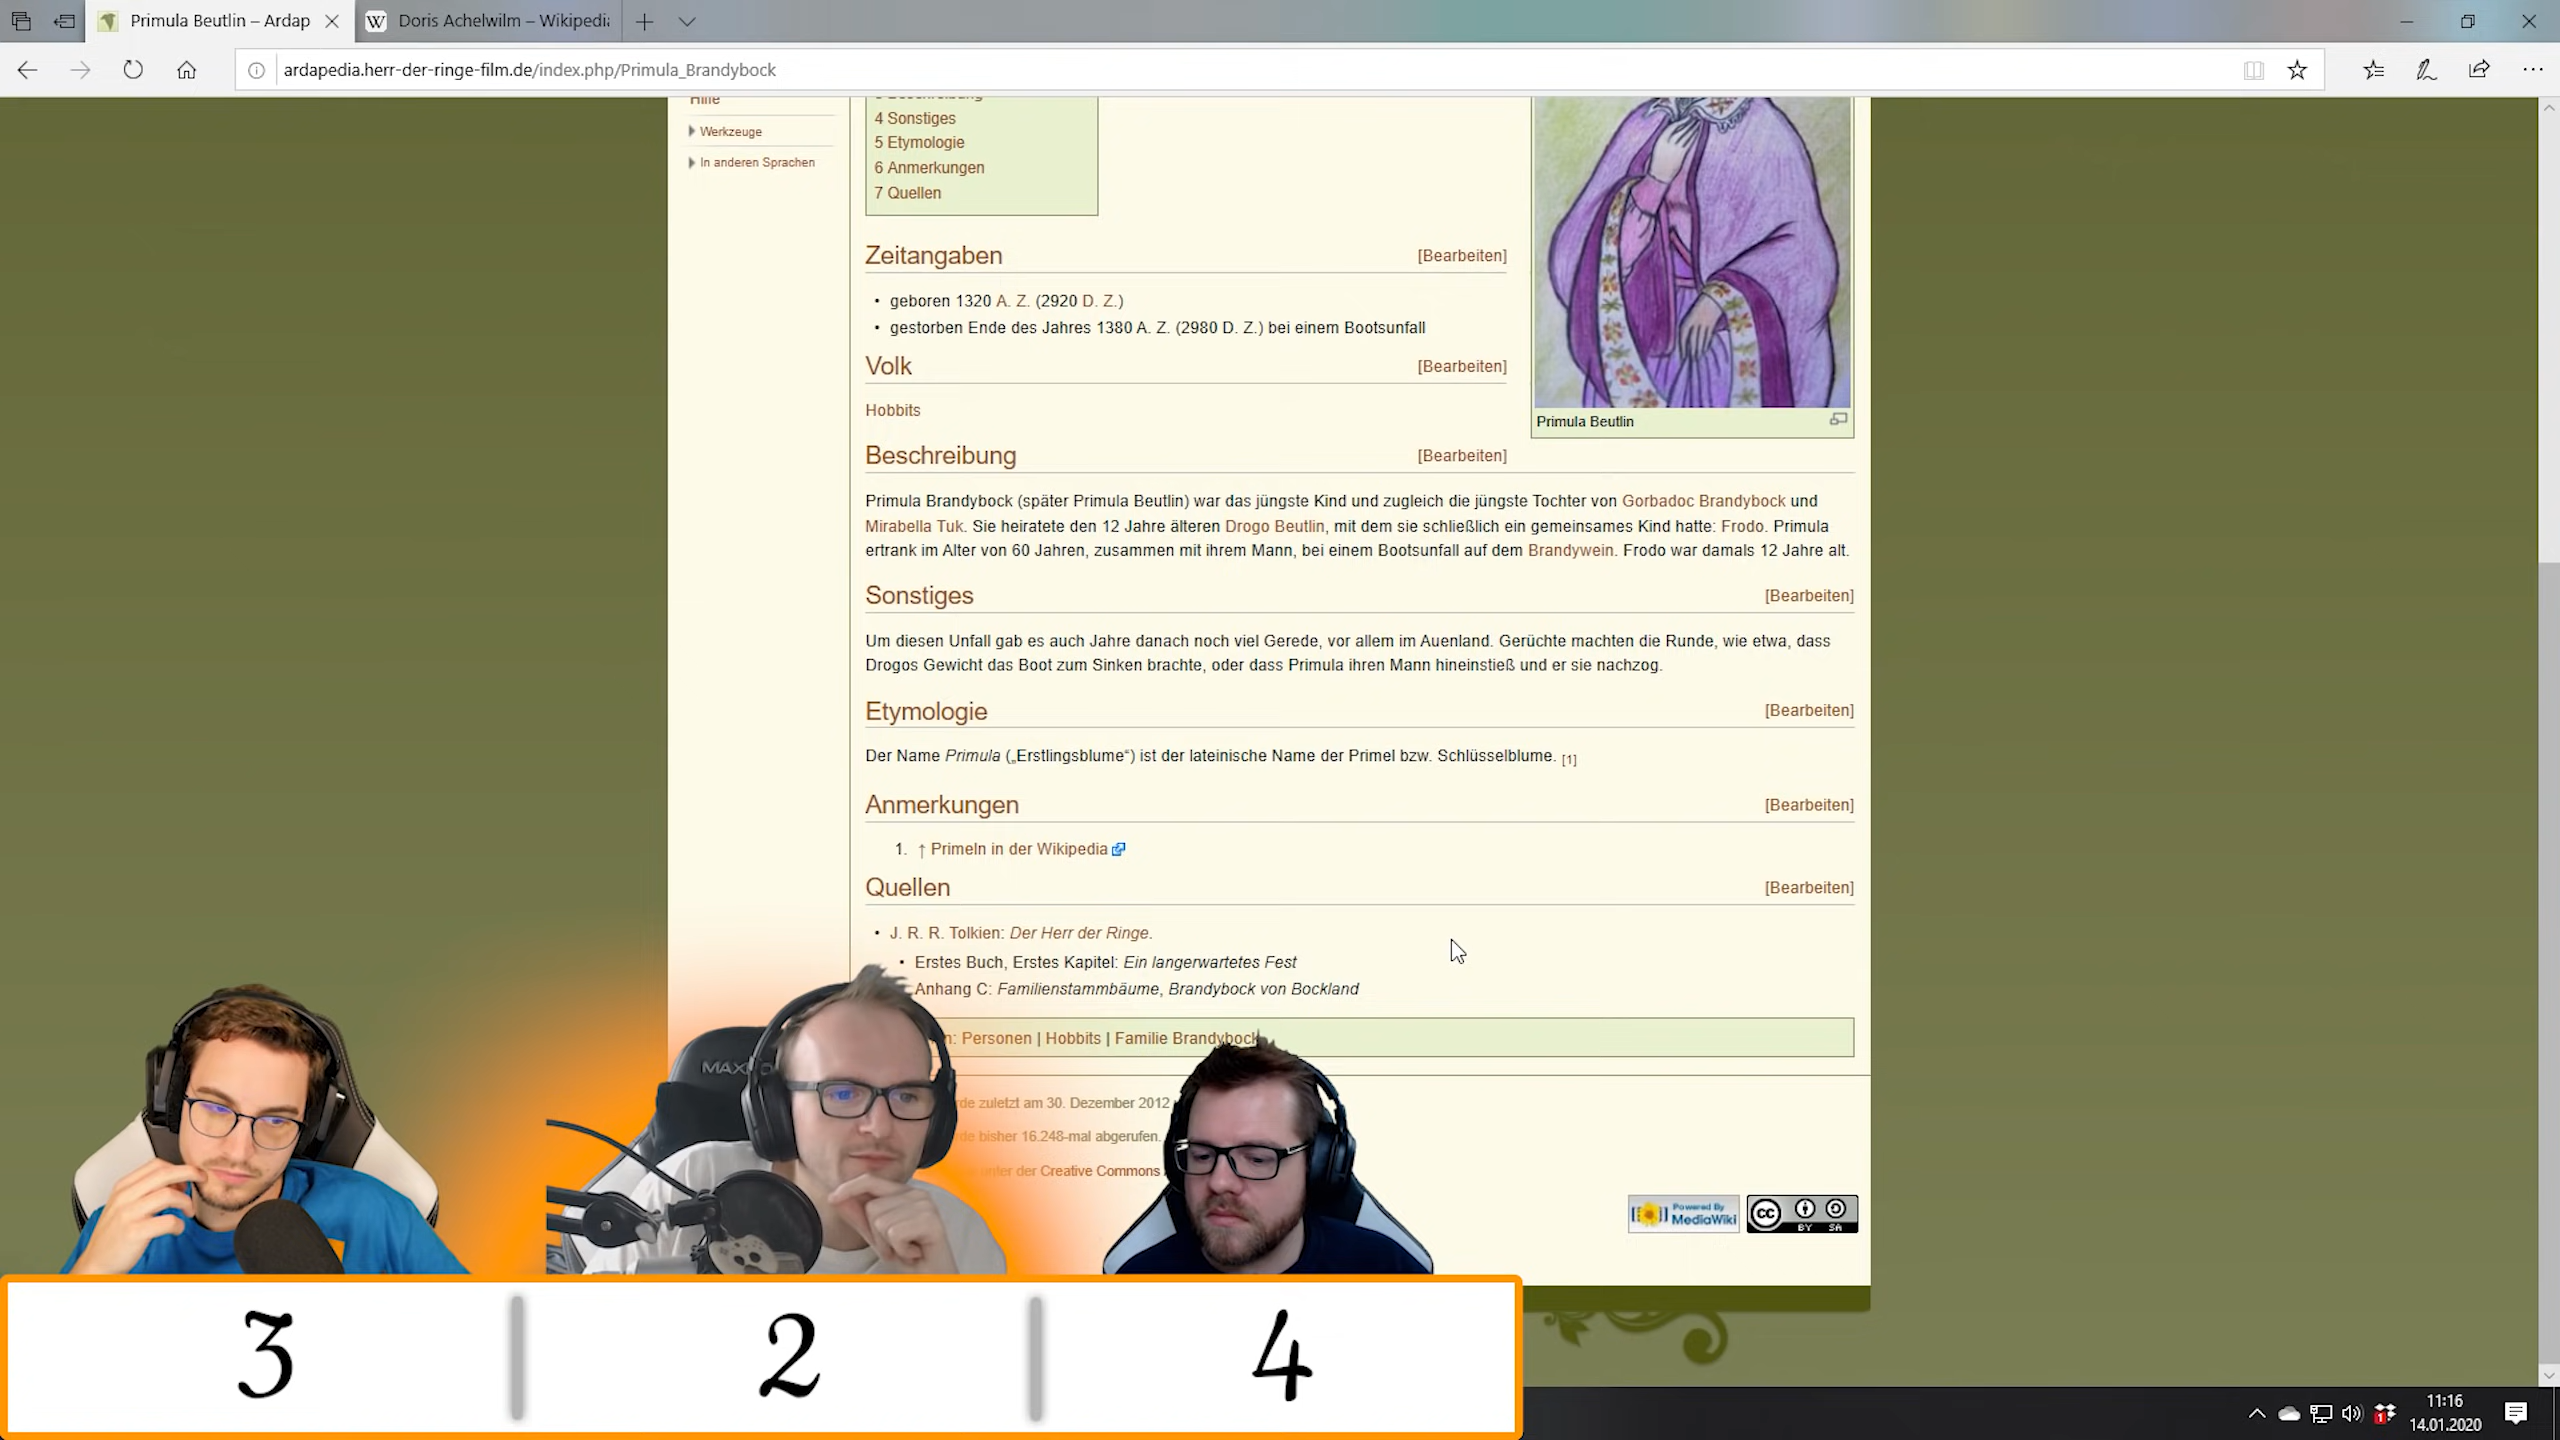 Primula Beutlin – Ardap
Doris Achelwilm – Wikipedia
ardapedia.herr-der-ringe-film.de/index.php/Primula_Brandybock
Hilfe
Werkzeuge
In anderen Sprachen
4 Sonstiges
5 Etymologie
6 Anmerkungen
7 Quellen
Zeitangaben [Bearbeiten]
• geboren 1320 A. Z. (2920 D. Z.)
• gestorben Ende des Jahres 1380 A. Z. (2980 D. Z.) bei einem Bootsunfall
Volk [Bearbeiten]
Hobbits
Primula Beutlin
Beschreibung [Bearbeiten]
Primula Brandybock (später Primula Beutlin) war das jüngste Kind und zugleich die jüngste Tochter von Gorbadoc Brandybock und
Mirabella Tuk. Sie heiratete den 12 Jahre älteren Drogo Beutlin, mit dem sie schließlich ein gemeinsames Kind hatte: Frodo. Primula
ertrank im Alter von 60 Jahren, zusammen mit ihrem Mann, bei einem Bootsunfall auf dem Brandywein. Frodo war damals 12 Jahre alt.
Sonstiges [Bearbeiten]
Um diesen Unfall gab es auch Jahre danach noch viel Gerede, vor allem im Auenland. Gerüchte machten die Runde, wie etwa, dass
Drogos Gewicht das Boot zum Sinken brachte, oder dass Primula ihren Mann hineinstieß und er sie nachzog.
Etymologie [Bearbeiten]
Der Name Primula („Erstlingsblume“) ist der lateinische Name der Primel bzw. Schlüsselblume. [1]
Anmerkungen [Bearbeiten]
1. ↑ Primeln in der Wikipedia
Quellen [Bearbeiten]
• J. R. R. Tolkien: Der Herr der Ringe.
• Erstes Buch, Erstes Kapitel: Ein langerwartetes Fest
Anhang C: Familienstammbäume, Brandybock von Bockland
n: Personen | Hobbits | Familie Brandybock
rde zuletzt am 30. Dezember 2012
rde bisher 16.248-mal abgerufen.
unter der Creative Commons
Powered By
MediaWiki
cc
BY SA
MAX
3 2 4
11:16
14.01.2020